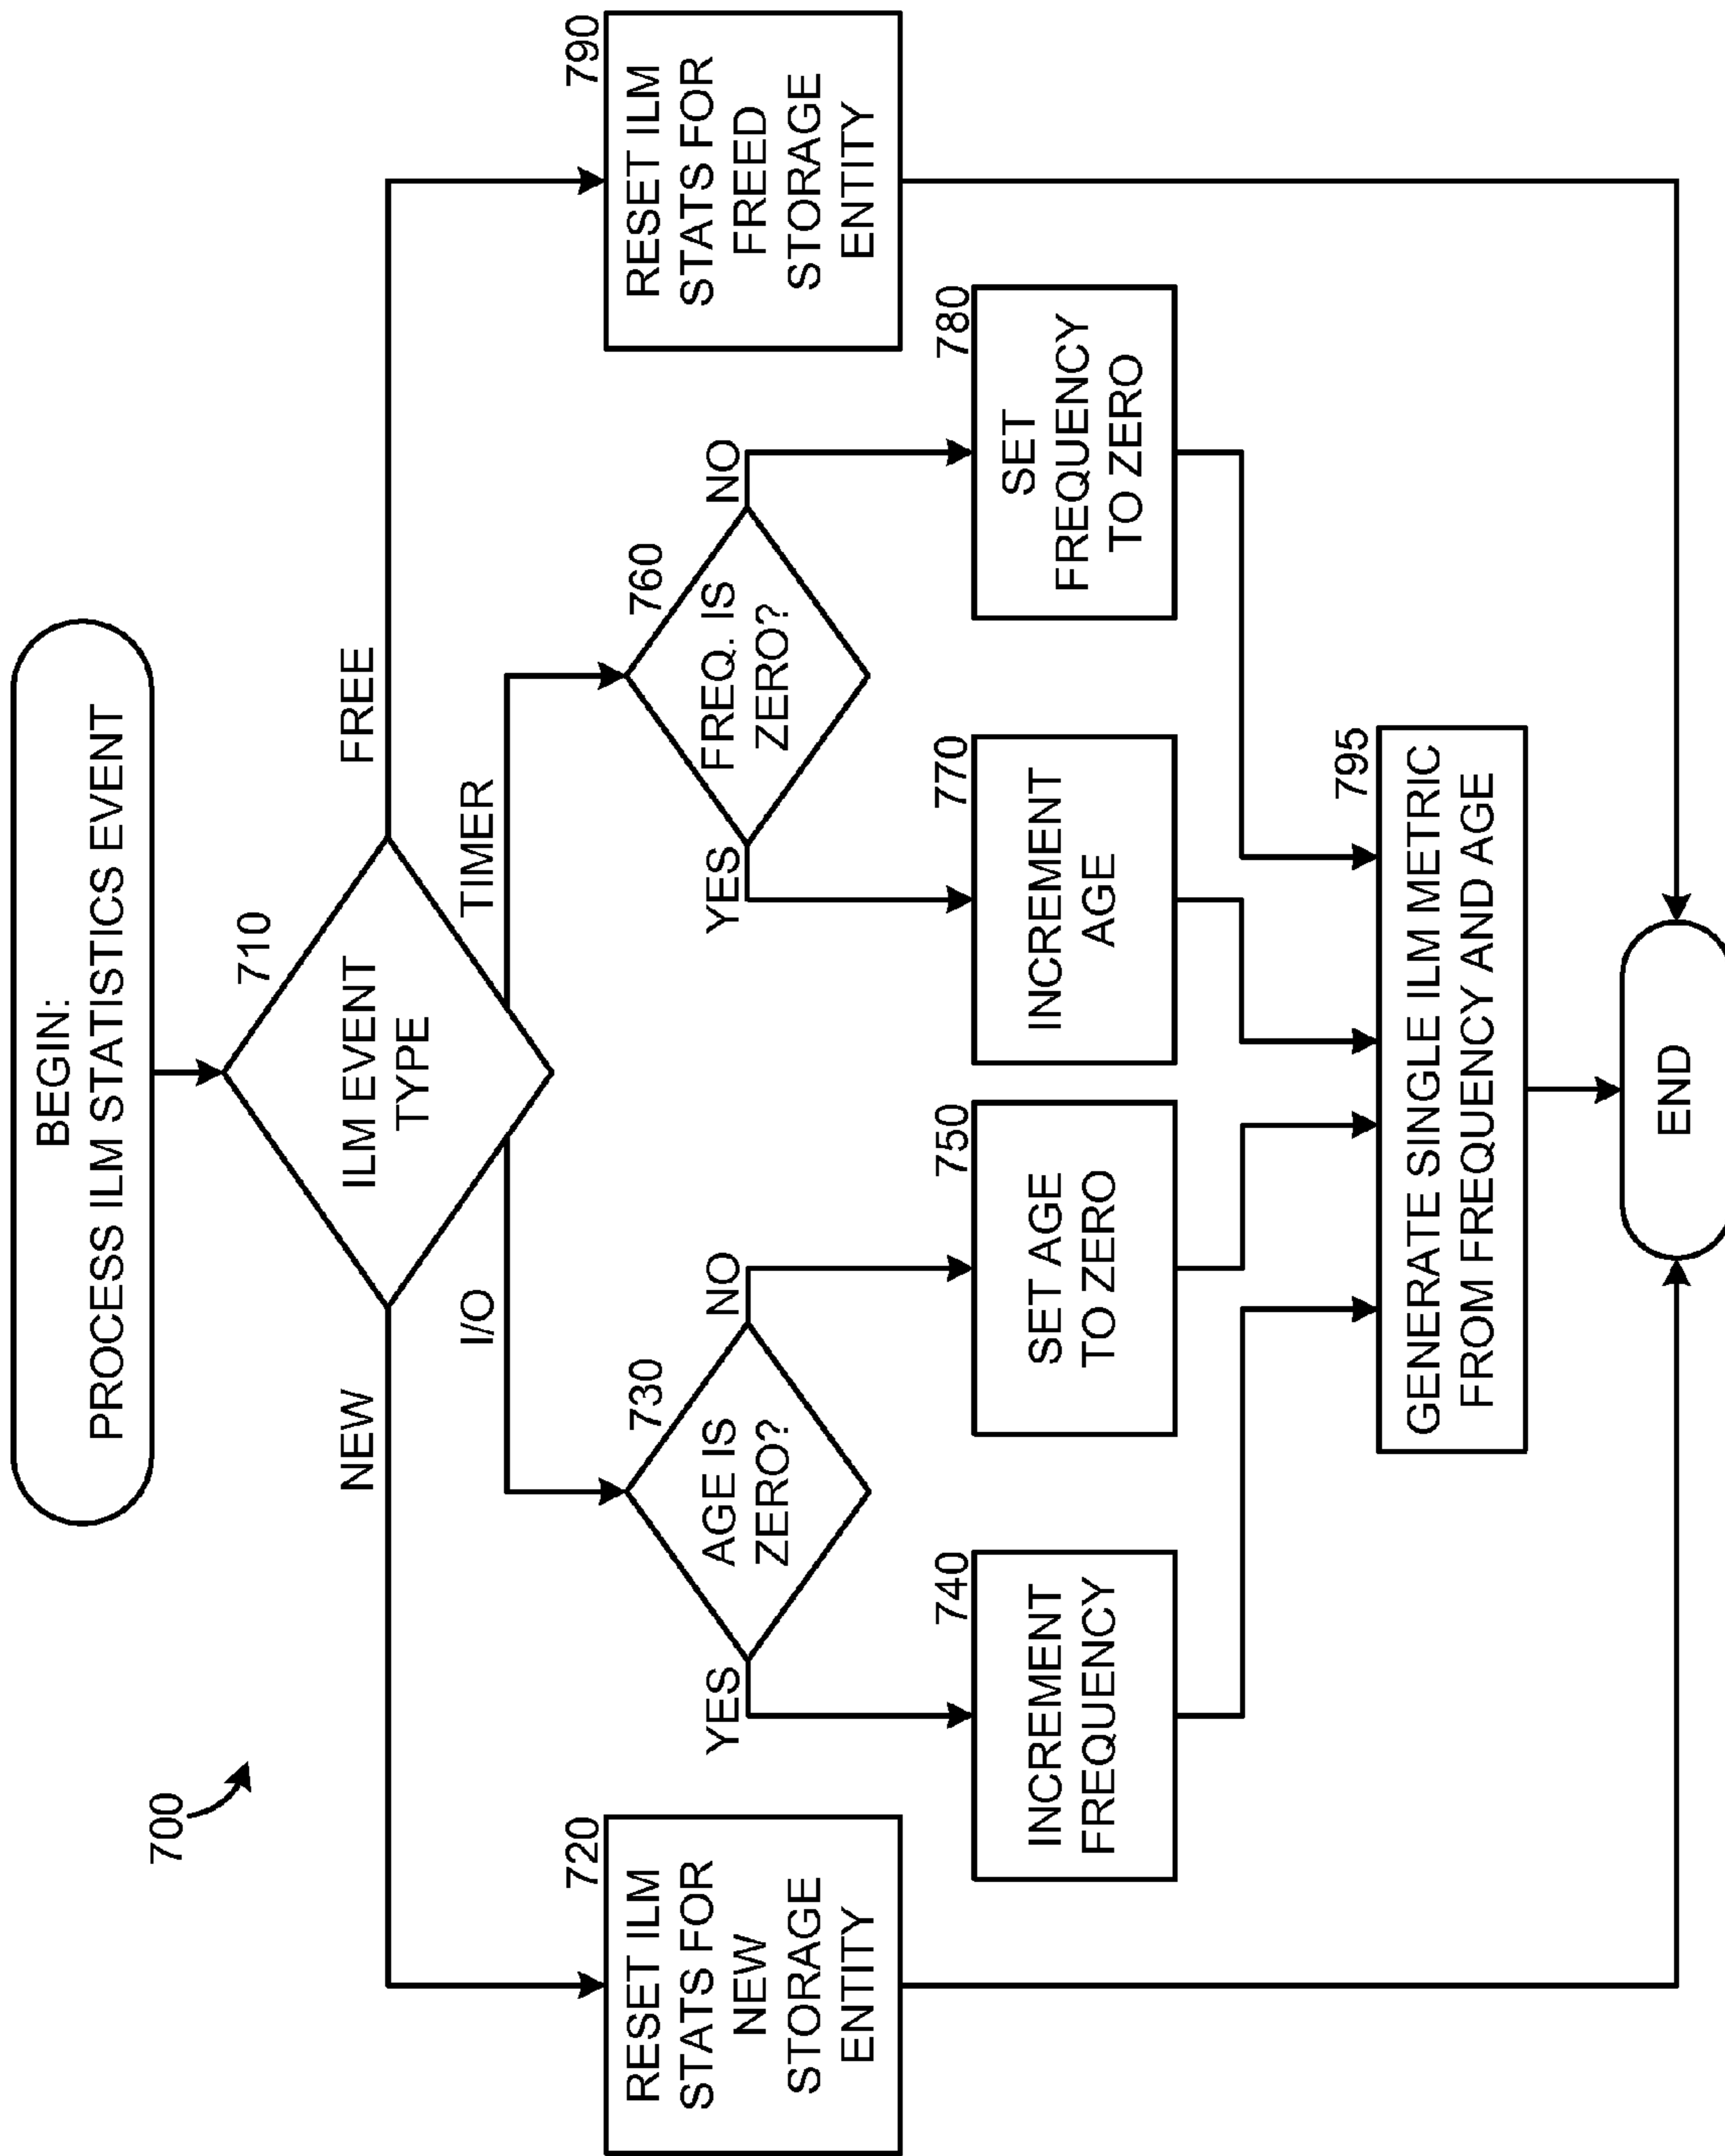 700
BEGIN:
PROCESS ILM STATISTICS EVENT
710
ILM EVENT
TYPE
NEW
I/O
TIMER
FREE
720
RESET ILM
STATS FOR
NEW
STORAGE
ENTITY
730
AGE IS
ZERO?
YES
NO
740
INCREMENT
FREQUENCY
750
SET AGE
TO ZERO
760
FREQ. IS
ZERO?
YES
NO
770
INCREMENT
AGE
780
SET
FREQUENCY
TO ZERO
790
RESET ILM
STATS FOR
FREED
STORAGE
ENTITY
795
GENERATE SINGLE ILM METRIC
FROM FREQUENCY AND AGE
END